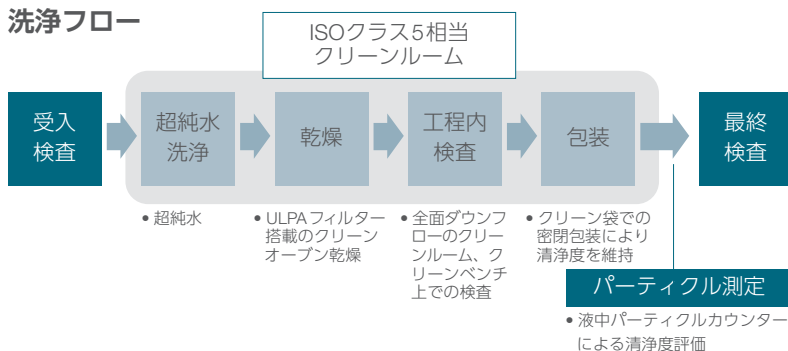 洗浄フロー
ISOクラス5相当
クリーンルーム
受入
検査
超純水
洗浄
乾燥
工程内
検査
包装
最終
検査
• 超純水
• ULPAフィルター
搭載のクリーン
オーブン乾燥
• 全面ダウンフ
ローのクリー
ンルーム、ク
リーンベンチ
上での検査
• クリーン袋での
密閉包装により
清浄度を維持
パーティクル測定
• 液中パーティクルカウンター
による清浄度評価